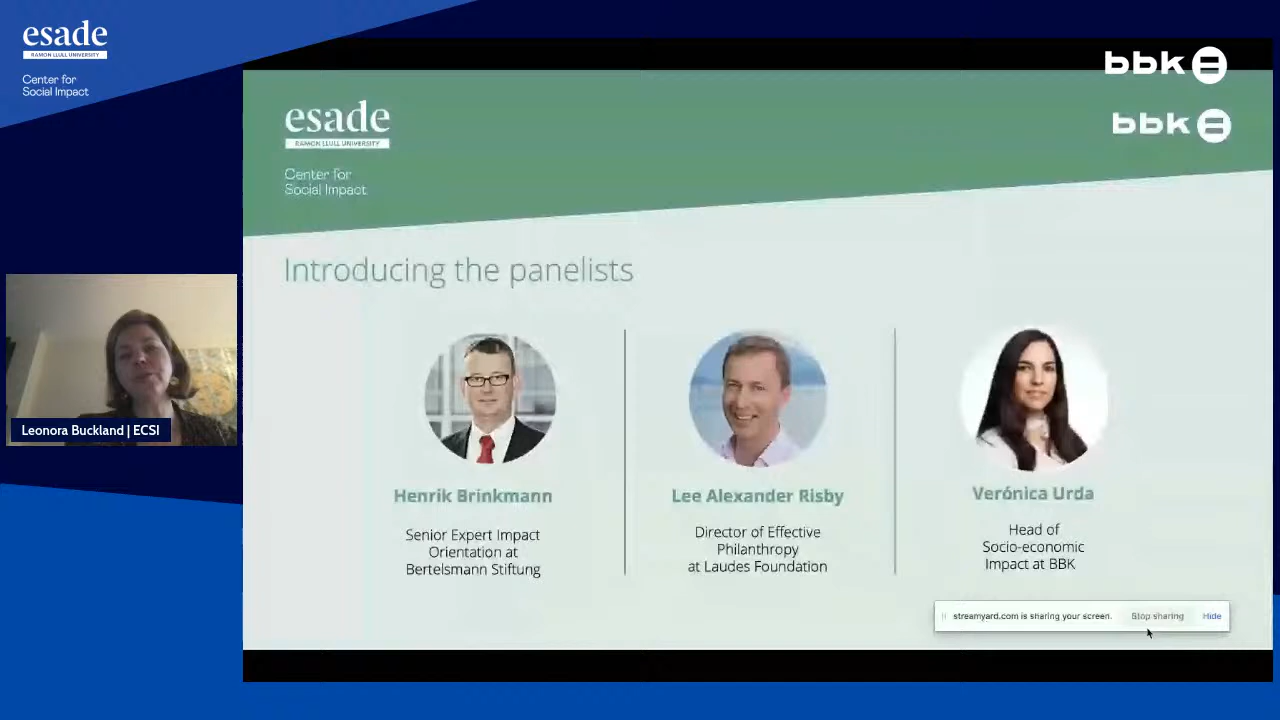 esade
RAMON LLULL UNIVERSITY
Center for
Social Impact
bbk
esade
RAMON LLULL UNIVERSITY
Center for
Social Impact
bbk
Introducing the panelists
Henrik Brinkmann
Senior Expert Impact
Orientation at
Bertelsmann Stiftung
Lee Alexander Risby
Director of Effective
Philanthropy
at Laudes Foundation
Verónica Urda
Head of
Socio-economic
Impact at BBK
Leonora Buckland | ECSI
streamyard.com is sharing your screen.
Stop sharing
Hide